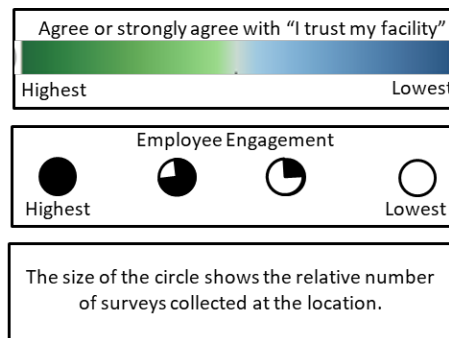 Agree or strongly agree with “I trust my facility”
Highest Lowest
Employee Engagement
Highest Lowest
The size of the circle shows the relative number
of surveys collected at the location.